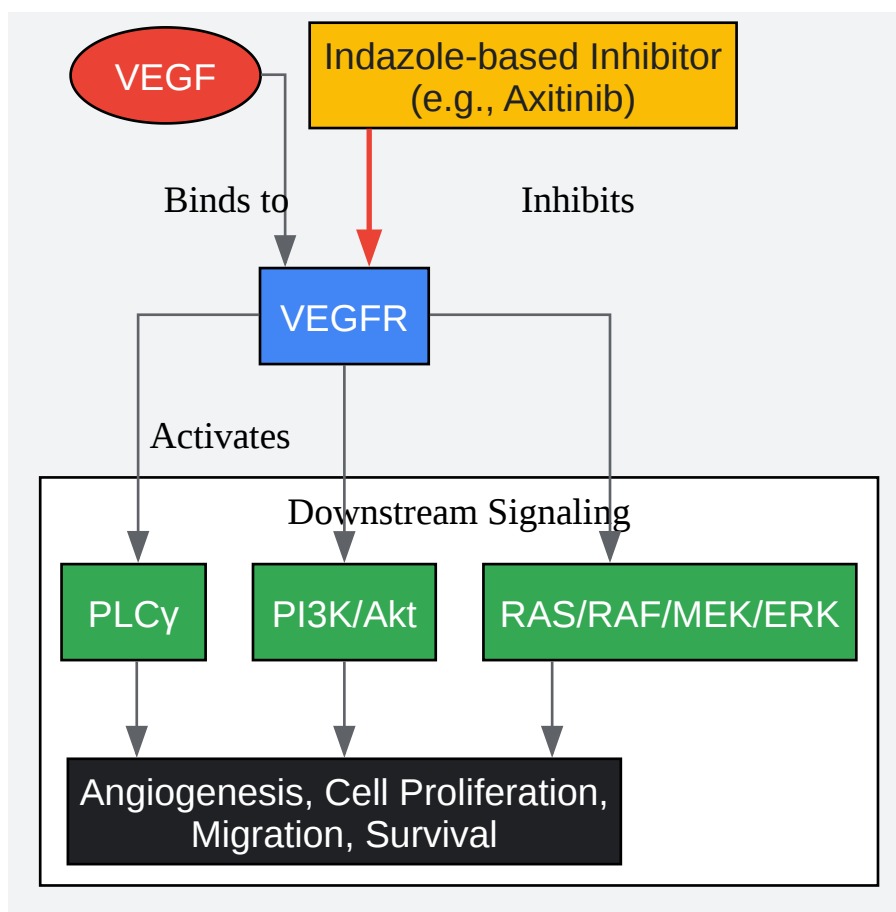 VEGF
Indazole-based Inhibitor
(e.g., Axitinib)
Binds to
Inhibits
VEGFR
Activates
Downstream Signaling
PLCγ
PI3K/Akt
RAS/RAF/MEK/ERK
Angiogenesis, Cell Proliferation,
Migration, Survival